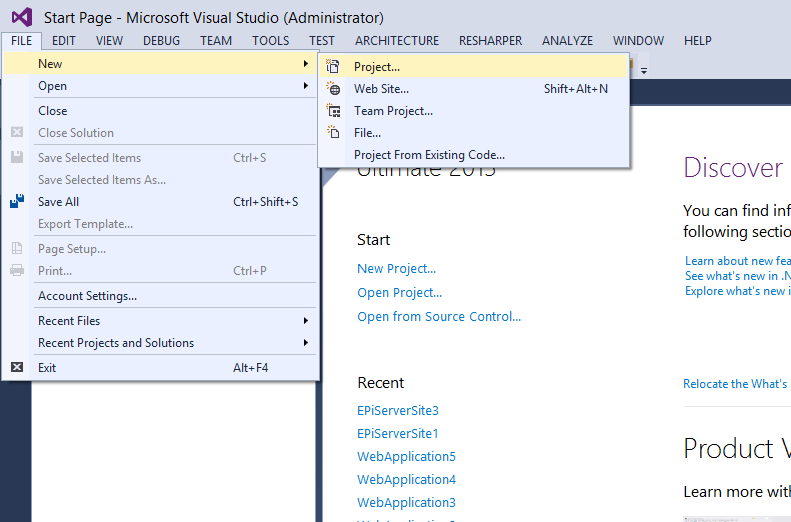 Start Page - Microsoft Visual Studio (Administrator)
FILE EDIT VIEW DEBUG TEAM TOOLS TEST ARCHITECTURE RESHARPER ANALYZE WINDOW HELP
New
Open
Close
Close Solution
Save Selected Items Ctrl+S
Save Selected Items As...
Save All Ctrl+Shift+S
Export Template...
Page Setup...
Print... Ctrl+P
Account Settings...
Recent Files
Recent Projects and Solutions
Exit Alt+F4
Project...
Web Site... Shift+Alt+N
Team Project...
File...
Project From Existing Code...
Ultimate 2013
Start
New Project...
Open Project...
Open from Source Control...
Recent
EPiServerSite3
EPiServerSite1
WebApplication5
WebApplication4
WebApplication3
Discover
You can find inf
following sectio
Learn about new fea
See what's new in .N
Explore what's new i
Relocate the What's
Product V
Learn more with